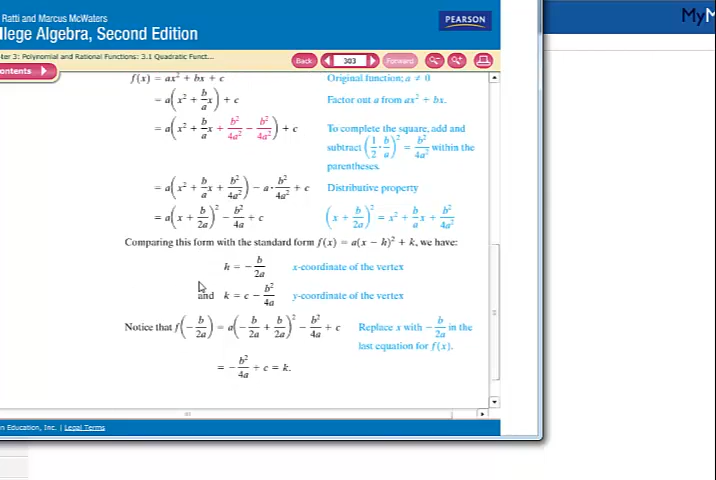 Ratti and Marcus McWaters
PEARSON
MyM
llege Algebra, Second Edition
ter 3: Polynomial and Rational Functions: 3.1 Quadratic Funct...
ontents
Back 303 Forward
f(x) = ax² + bx + c Original function; a ≠ 0
= a(x² + b/a x) + c Factor out a from ax² + bx.
= a(x² + b/a x + b²/4a² − b²/4a²) + c To complete the square, add and
subtract (1/2 · b/a)² = b²/4a² within the
parentheses.
= a(x² + b/a x + b²/4a²) − a · b²/4a² + c Distributive property
= a(x + b/2a)² − b²/4a + c (x + b/2a)² = x² + b/a x + b²/4a²
Comparing this form with the standard form f(x) = a(x − h)² + k, we have:
h = − b/2a x-coordinate of the vertex
and k = c − b²/4a y-coordinate of the vertex
Notice that f(− b/2a) = a(− b/2a + b/2a)² − b²/4a + c Replace x with − b/2a in the
last equation for f(x).
= − b²/4a + c = k.
n Education, Inc. | Legal Terms